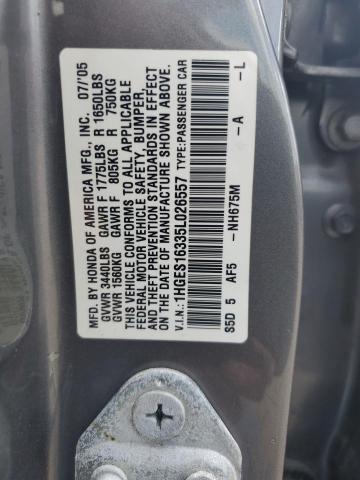 MFD. BY HONDA OF AMERICA MFG., INC. 07/'05
GVWR 3440LBS GAWR F 1775LBS R 1650LBS
GVWR 1560KG GAWR F 805KG R 750KG
THIS VEHICLE CONFORMS TO ALL APPLICABLE
FEDERAL MOTOR VEHICLE SAFETY, BUMPER,
AND THEFT PREVENTION STANDARDS IN EFFECT
ON THE DATE OF MANUFACTURE SHOWN ABOVE.
V.I.N.:1HGES16335L026557 TYPE:PASSENGER CAR
S5D 5 AF5 -NH675M -A -L